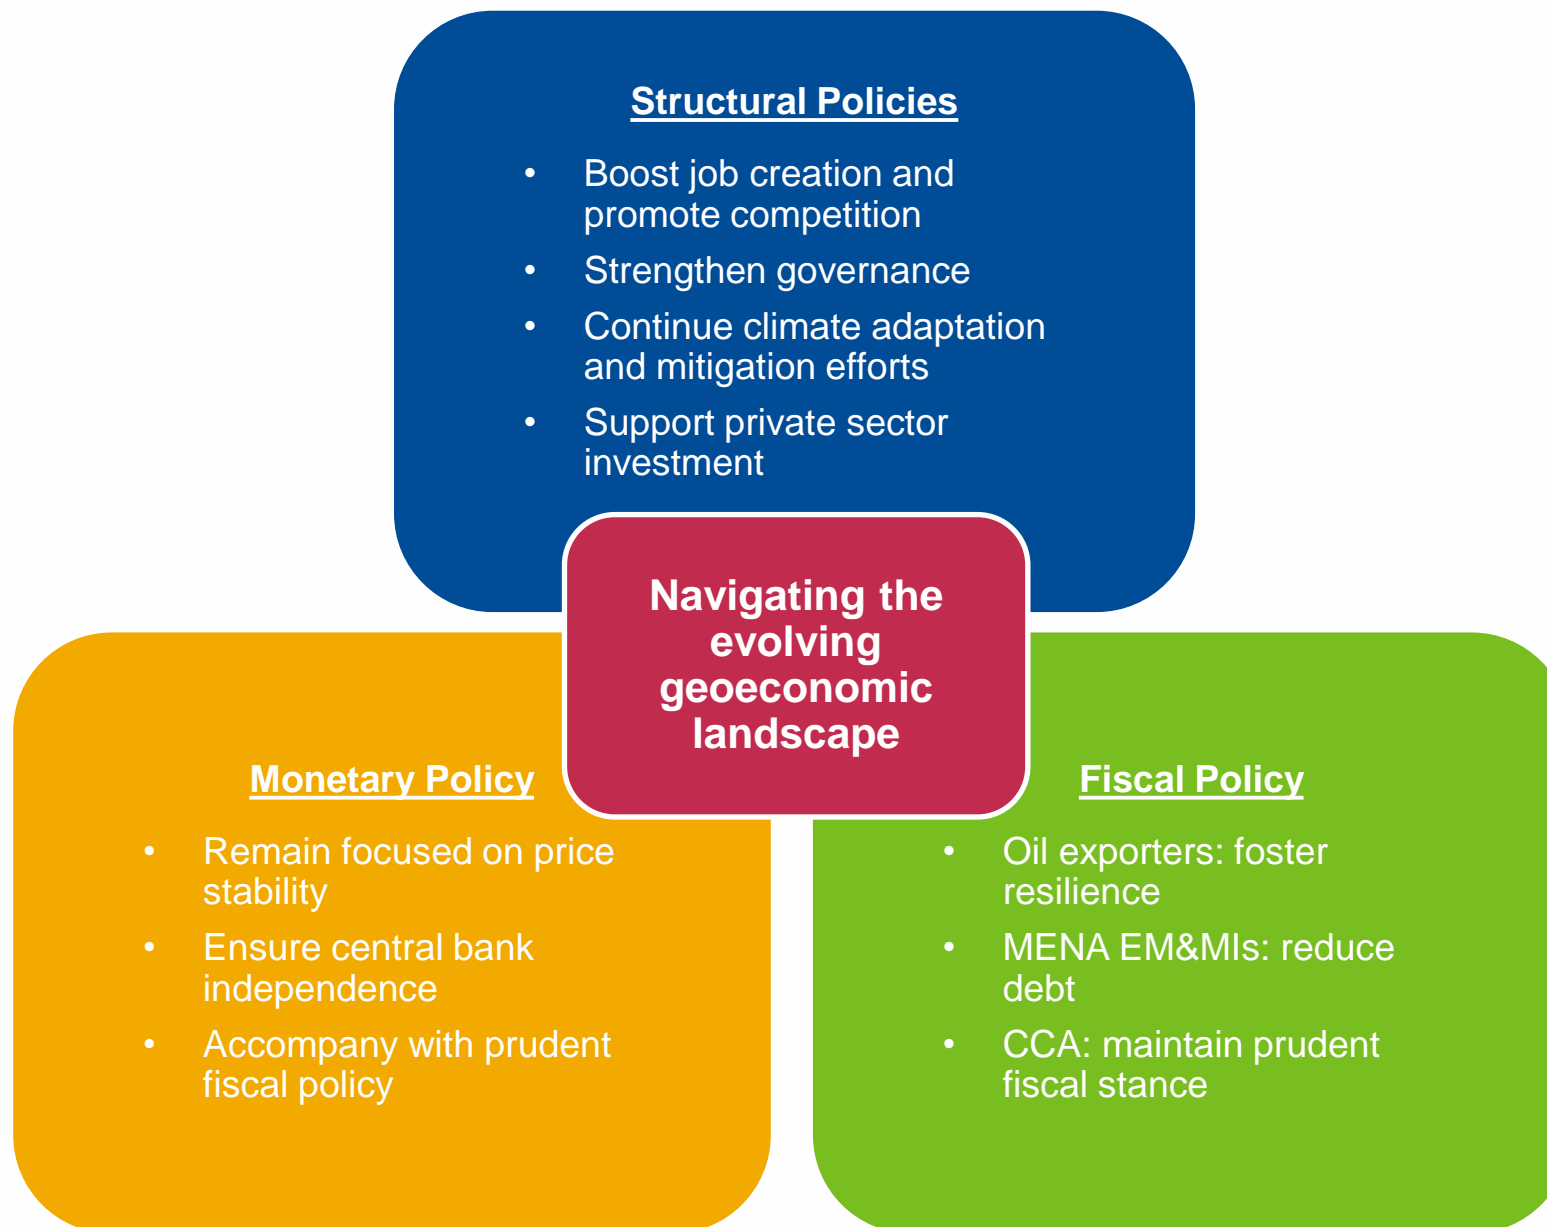 Structural Policies
• Boost job creation and
promote competition
• Strengthen governance
• Continue climate adaptation
and mitigation efforts
• Support private sector
investment
Navigating the
evolving
geoeconomic
landscape
Monetary Policy
• Remain focused on price
stability
• Ensure central bank
independence
• Accompany with prudent
fiscal policy
Fiscal Policy
• Oil exporters: foster
resilience
• MENA EM&MIs: reduce
debt
• CCA: maintain prudent
fiscal stance